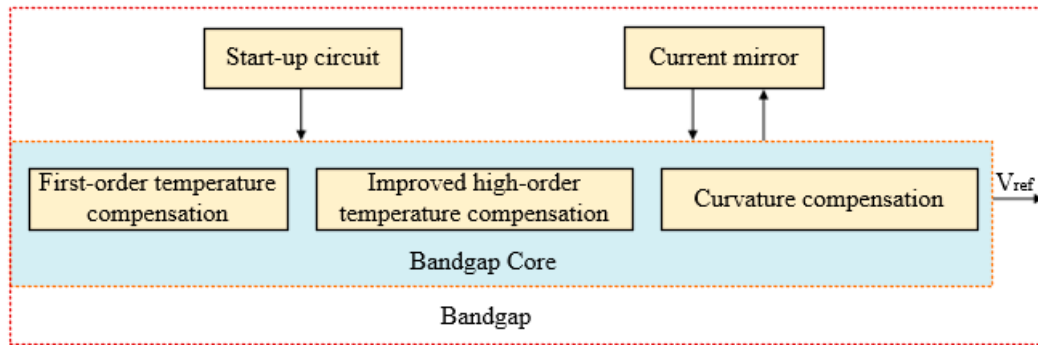 Start-up circuit
Current mirror
First-order temperature
compensation
Improved high-order
temperature compensation
Curvature compensation
Vref
Bandgap Core
Bandgap